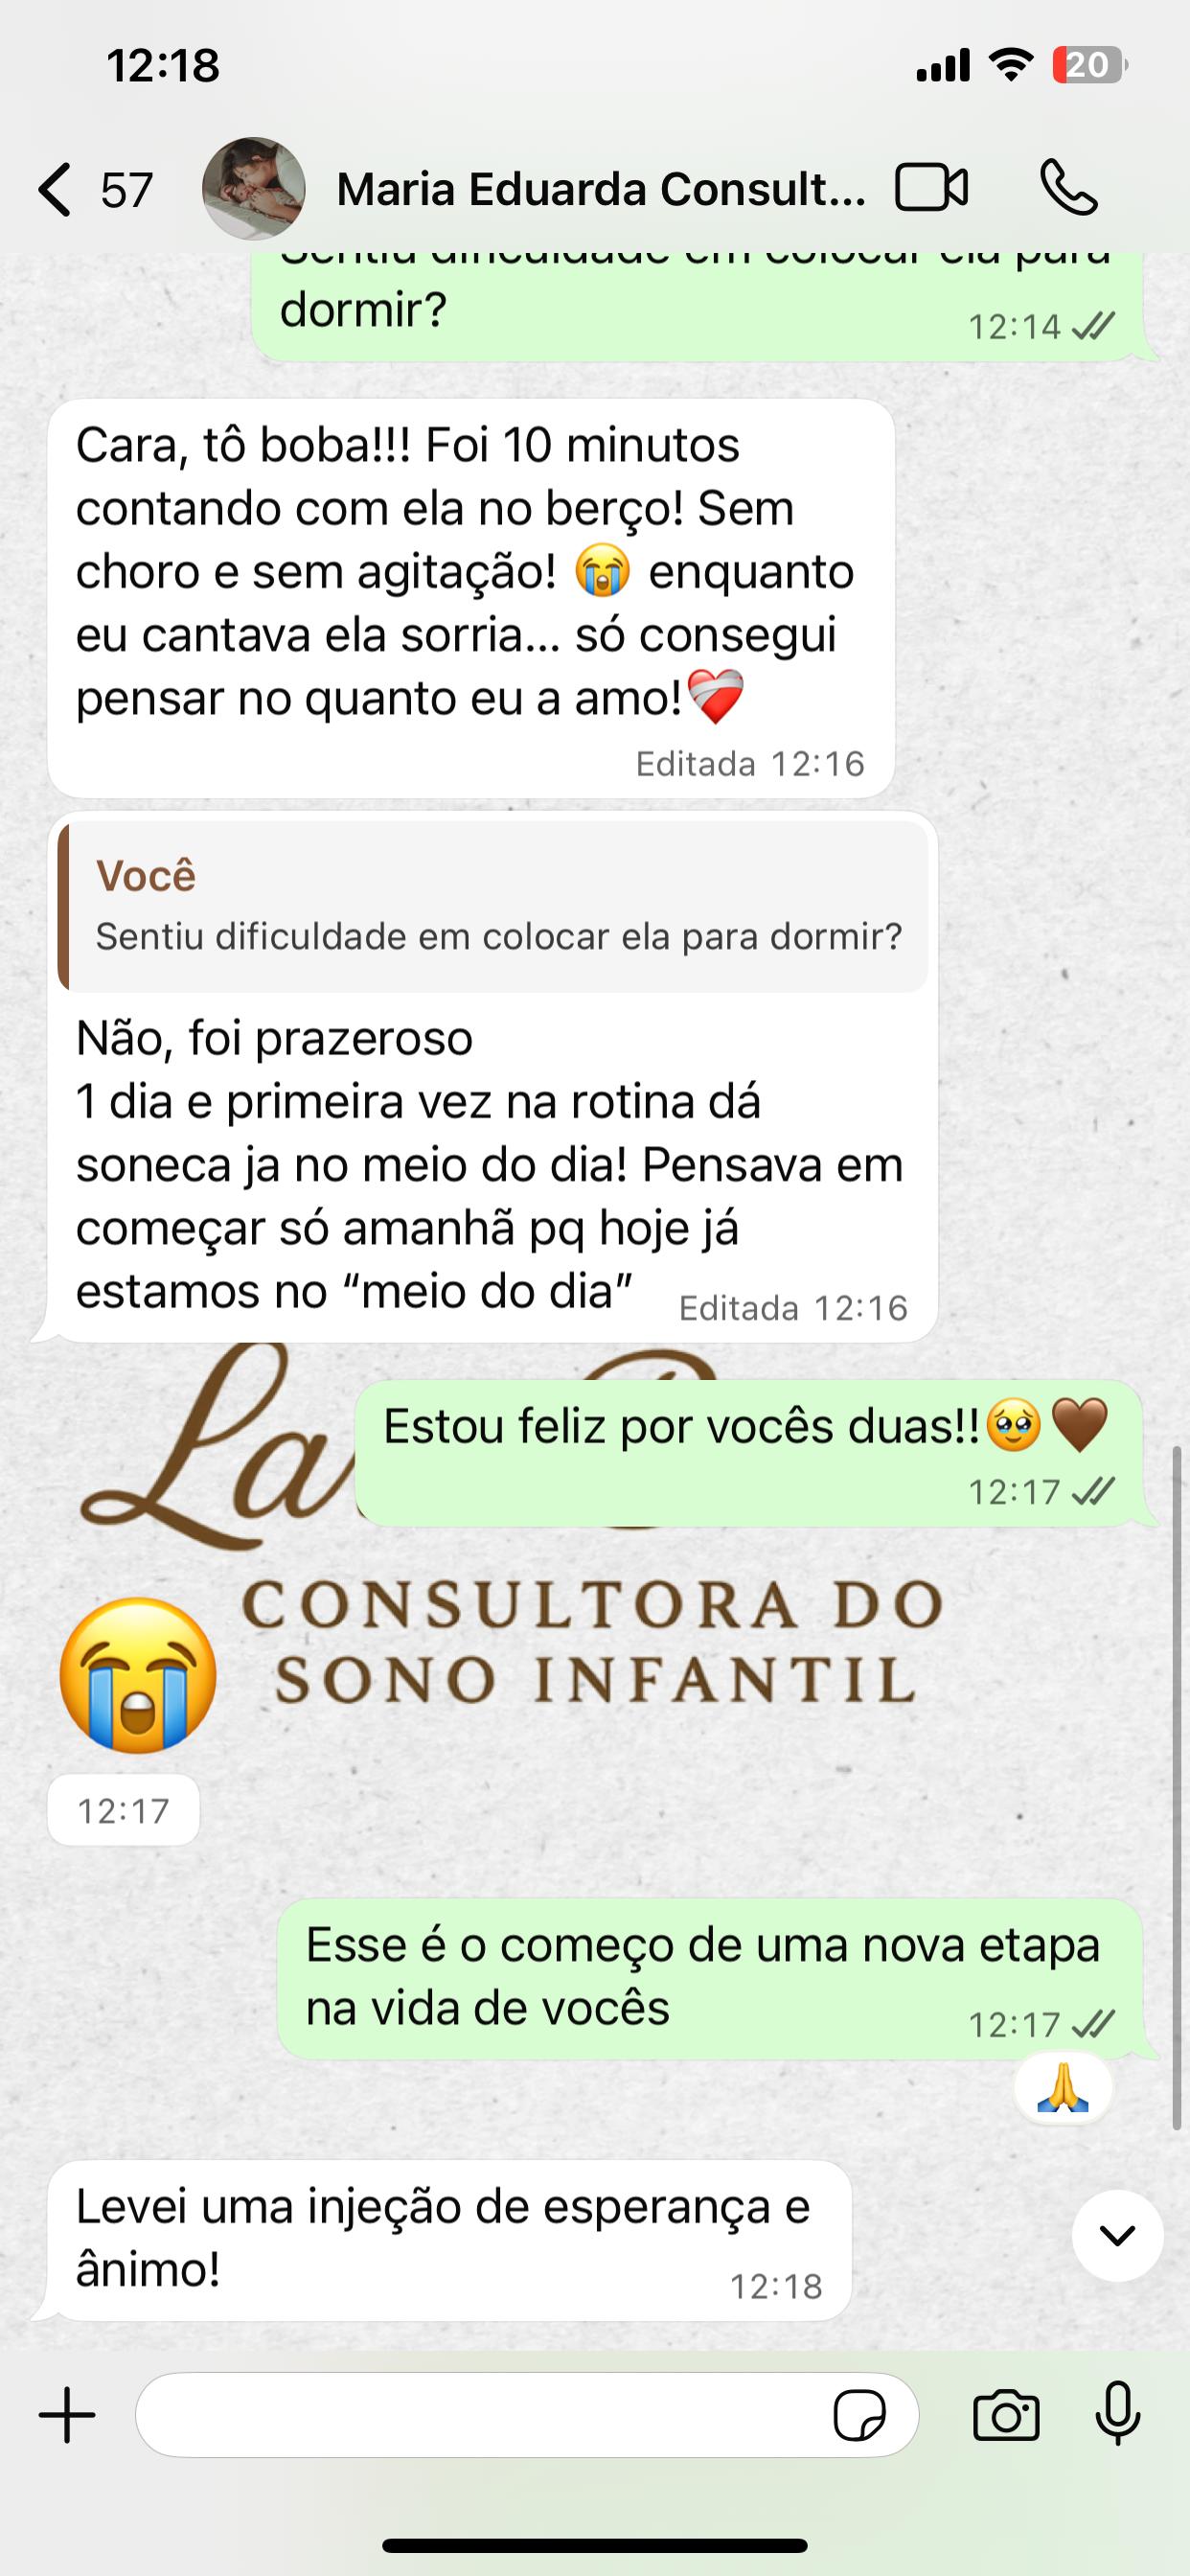 12:18
20
57
Maria Eduarda Consult...
Sentiu dificuldade em colocar ela para
dormir?
12:14
Cara, tô boba!!! Foi 10 minutos
contando com ela no berço! Sem
choro e sem agitação! 😭 enquanto
eu cantava ela sorria... só consegui
pensar no quanto eu a amo!❤️‍🩹
Editada 12:16
Você
Sentiu dificuldade em colocar ela para dormir?
Não, foi prazeroso
1 dia e primeira vez na rotina dá
soneca ja no meio do dia! Pensava em
começar só amanhã pq hoje já
estamos no “meio do dia”
Editada 12:16
La
Estou feliz por vocês duas!!🥹🤎
12:17
CONSULTORA DO
SONO INFANTIL
😭
12:17
Esse é o começo de uma nova etapa
na vida de vocês
12:17
🙏
Levei uma injeção de esperança e
ânimo!
12:18